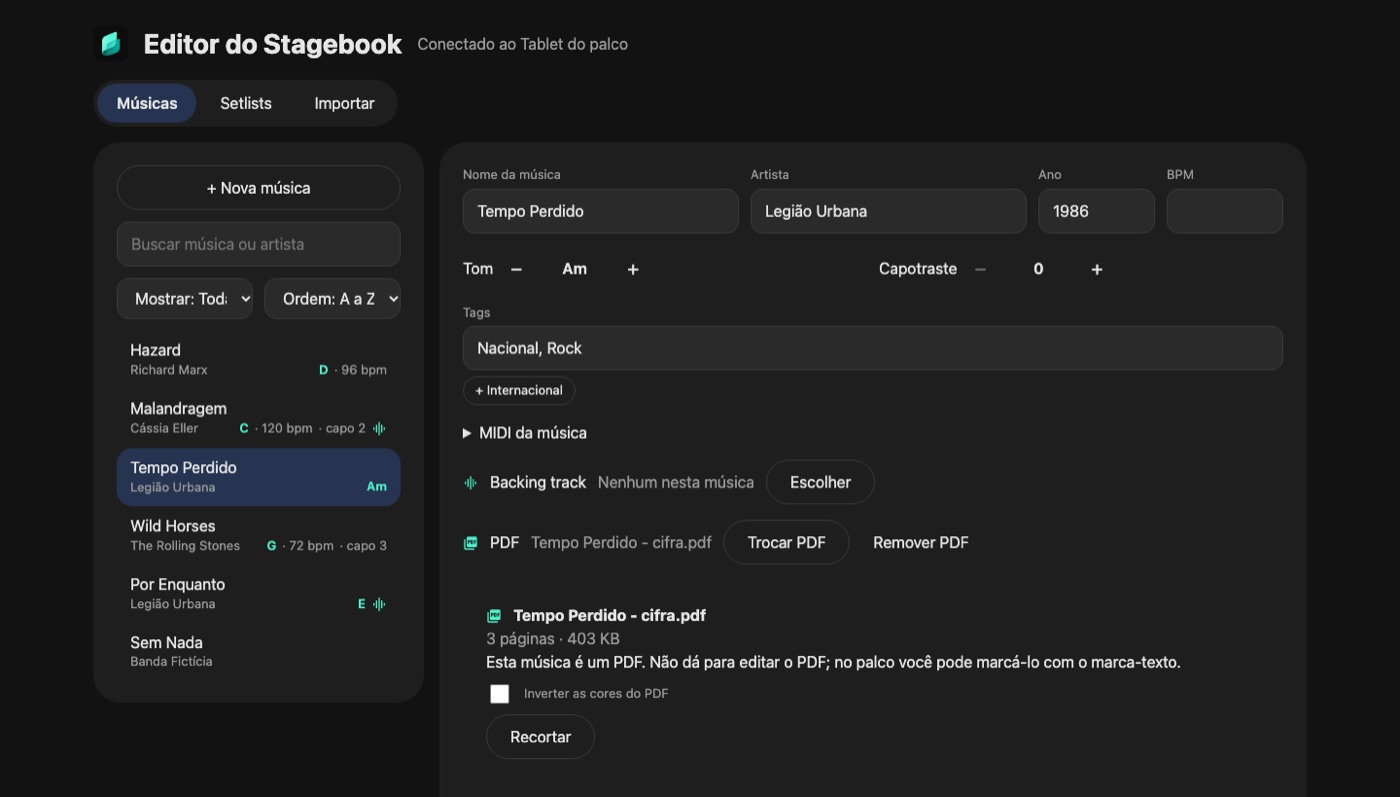 Editor do Stagebook Conectado ao Tablet do palco
Músicas Setlists Importar
+ Nova música
Buscar música ou artista
Mostrar: Toda Ordem: A a Z
Hazard
Richard Marx D · 96 bpm
Malandragem
Cássia Eller C · 120 bpm · capo 2
Tempo Perdido
Legião Urbana Am
Wild Horses
The Rolling Stones G · 72 bpm · capo 3
Por Enquanto
Legião Urbana E
Sem Nada
Banda Fictícia
Nome da música Artista Ano BPM
Tempo Perdido Legião Urbana 1986
Tom − Am + Capotraste − 0 +
Tags
Nacional, Rock
+ Internacional
MIDI da música
Backing track Nenhum nesta música Escolher
PDF PDF Tempo Perdido - cifra.pdf Trocar PDF Remover PDF
PDF Tempo Perdido - cifra.pdf
3 páginas · 403 KB
Esta música é um PDF. Não dá para editar o PDF; no palco você pode marcá-lo com o marca-texto.
Inverter as cores do PDF
Recortar